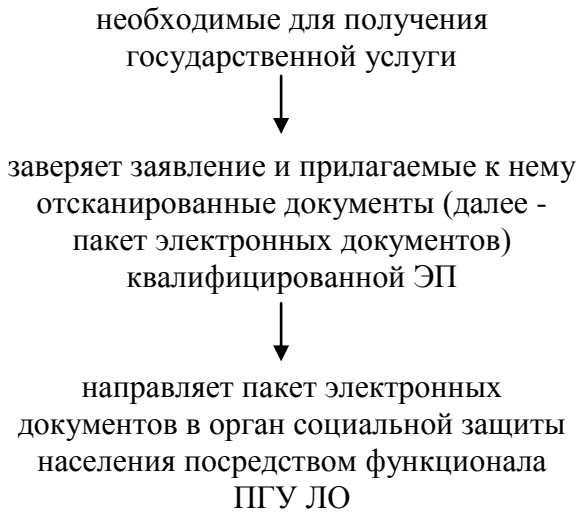 необходимые для получения
государственной услуги
заверяет заявление и прилагаемые к нему
отсканированные документы (далее -
пакет электронных документов)
квалифицированной ЭП
направляет пакет электронных
документов в орган социальной защиты
населения посредством функционала
ПГУ ЛО